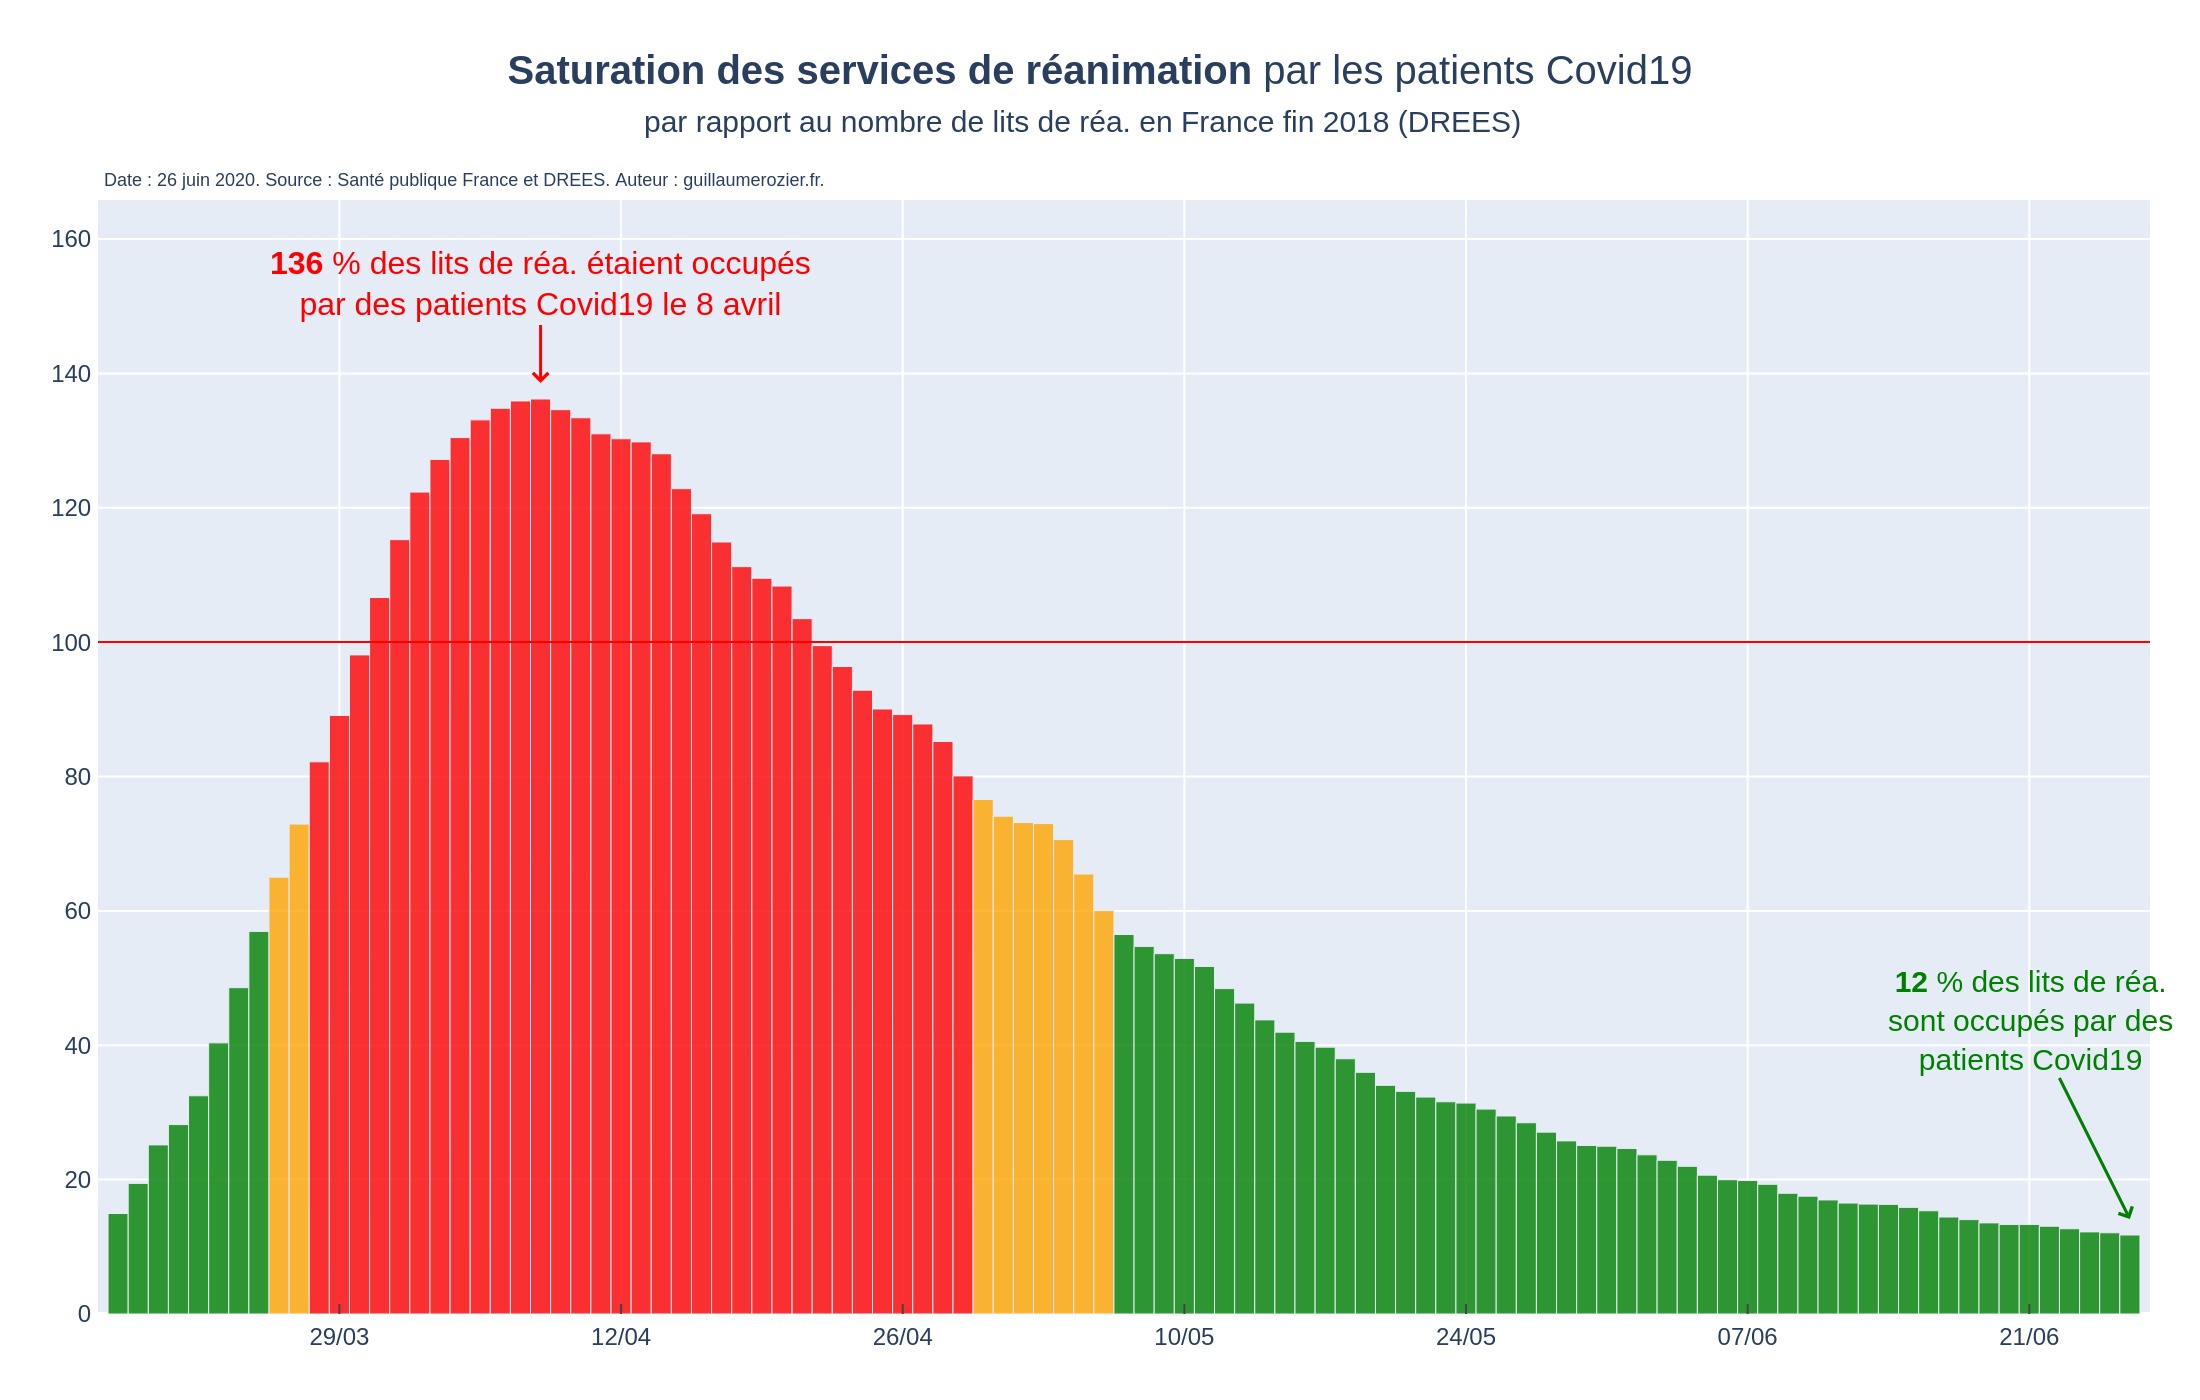 Saturation des services de réanimation par les patients Covid19
par rapport au nombre de lits de réa. en France fin 2018 (DREES)
Date : 26 juin 2020. Source : Santé publique France et DREES. Auteur : guillaumerozier.fr.
160
136 % des lits de réa. étaient occupés
par des patients Covid19 le 8 avril
140
120
100
80
60
12 % des lits de réa.
sont occupés par des
40
patients Covid19
20
0
29/03 12/04 26/04 10/05 24/05 07/06 21/06